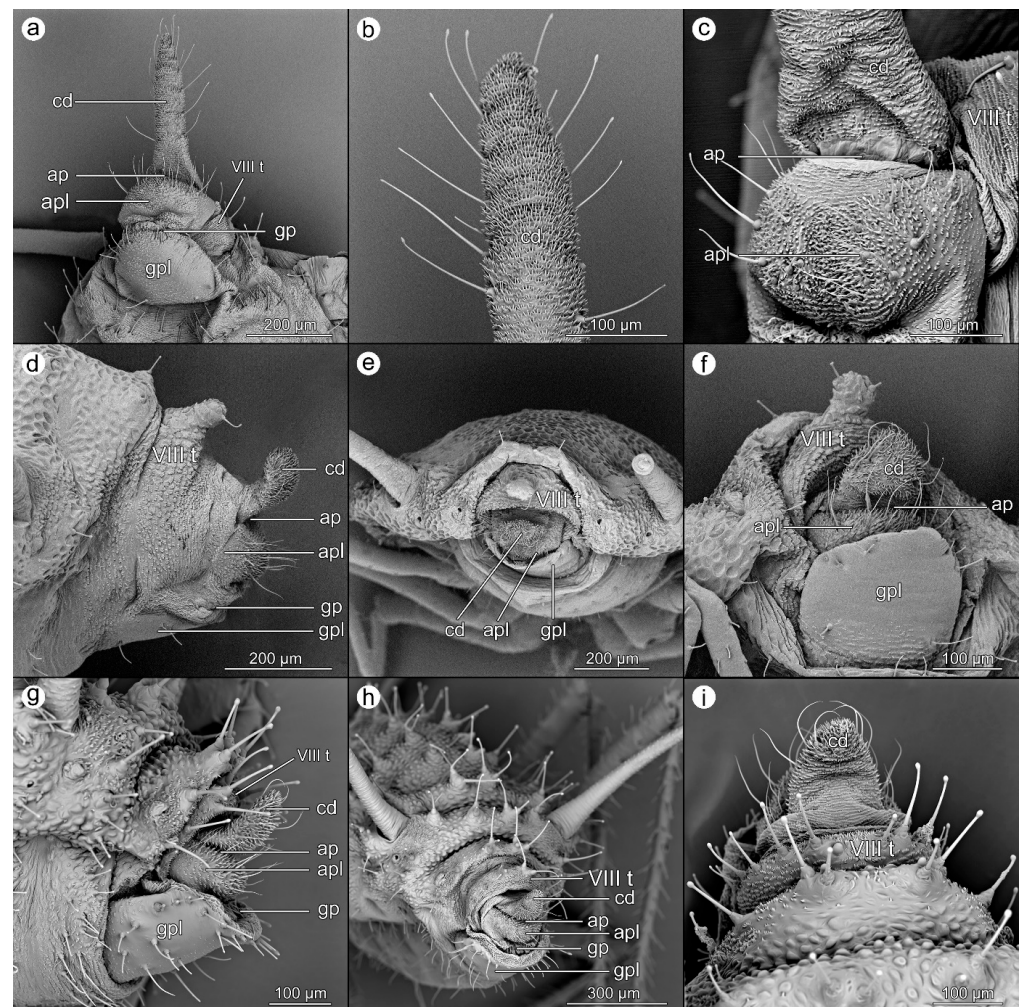 a
cd
ap
apl
VIII t
gp
gpl
200 μm
b
cd
100 μm
c
cd
VIII t
ap
apl
100 μm
d
VIII t
cd
ap
apl
gp
gpl
200 μm
e
VIII t
cd apl gpl
200 μm
f
VIII t
cd
ap
apl
gpl
100 μm
g
VIII t
cd
ap
apl
gp
gpl
100 μm
h
VIII t
cd
ap
apl
gp
gpl
300 μm
i
cd
VIII t
100 μm